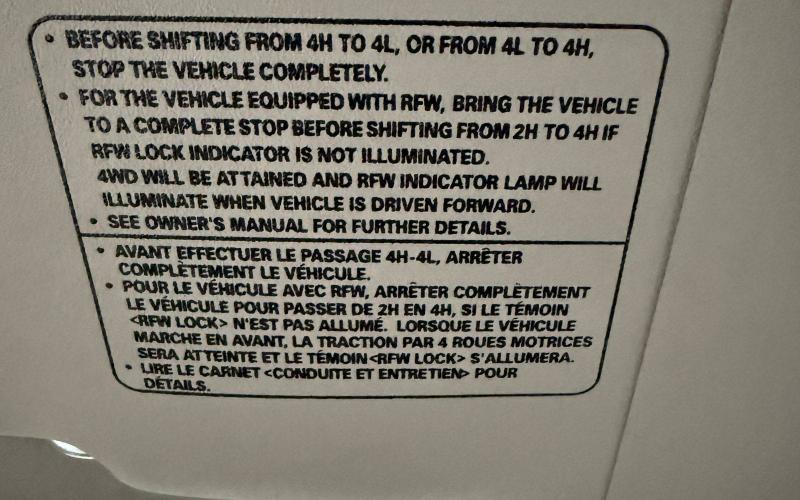 • BEFORE SHIFTING FROM 4H TO 4L, OR FROM 4L TO 4H,
STOP THE VEHICLE COMPLETELY.
• FOR THE VEHICLE EQUIPPED WITH RFW, BRING THE VEHICLE
TO A COMPLETE STOP BEFORE SHIFTING FROM 2H TO 4H IF
RFW LOCK INDICATOR IS NOT ILLUMINATED.
4WD WILL BE ATTAINED AND RFW INDICATOR LAMP WILL
ILLUMINATE WHEN VEHICLE IS DRIVEN FORWARD.
• SEE OWNER'S MANUAL FOR FURTHER DETAILS.
• AVANT EFFECTUER LE PASSAGE 4H-4L, ARRÊTER
COMPLÈTEMENT LE VÉHICULE.
• POUR LE VÉHICULE AVEC RFW, ARRÊTER COMPLÈTEMENT
LE VÉHICULE POUR PASSER DE 2H EN 4H, SI LE TÉMOIN
<RFW LOCK> N'EST PAS ALLUMÉ. LORSQUE LE VÉHICULE
MARCHE EN AVANT, LA TRACTION PAR 4 ROUES MOTRICES
SERA ATTEINTE ET LE TÉMOIN <RFW LOCK> S'ALLUMERA.
• LIRE LE CARNET <CONDUITE ET ENTRETIEN> POUR
DÉTAILS.